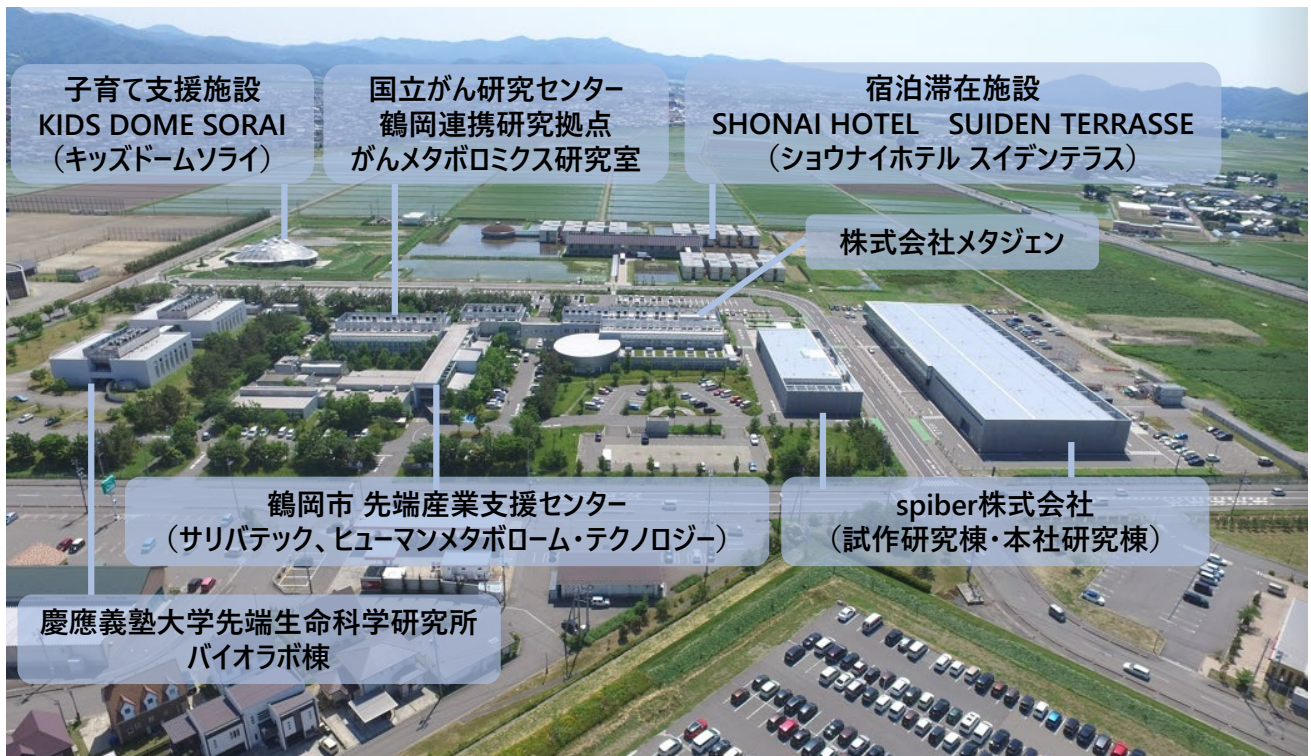 子育て支援施設
KIDS DOME SORAI
（キッズドームソライ）
国立がん研究センター
鶴岡連携研究拠点
がんメタボロミクス研究室
宿泊滞在施設
SHONAI HOTEL　SUIDEN TERRASSE
（ショウナイホテル スイデンテラス）
株式会社メタジェン
鶴岡市 先端産業支援センター
（サリバテック、ヒューマンメタボローム・テクノロジー）
spiber株式会社
（試作研究棟・本社研究棟）
慶應義塾大学先端生命科学研究所
バイオラボ棟